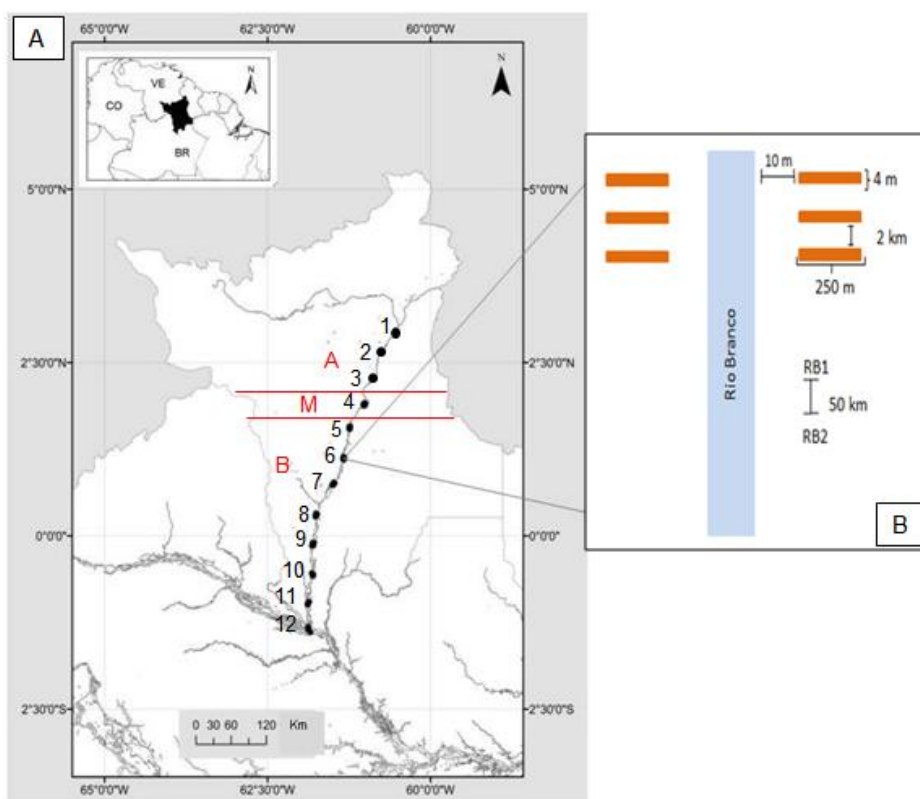 A
65°0'0"W
62°30'0"W
60°0'0"W
N
VE
CO
BR
N
5°0'0"N
5°0'0"N
1
2°30'0"N
2
A
2°30'0"N
3
M
4
5
B
6
7
8
0°0'0"N
9
0°0'0"N
10
11
12
2°30'0"S
0 30 60 120 Km
2°30'0"S
65°0'0"W
62°30'0"W
60°0'0"W
10 m
4 m
2 km
250 m
Rio Branco
RB1
50 km
RB2
B